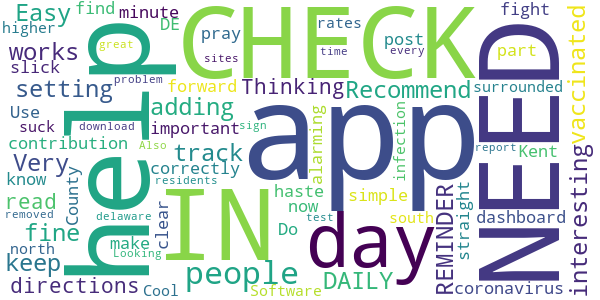 Easy
find
minute
higher
DE
works
slick
setting
Use
suck
download
contribution
Very
know
County
read
removed
delaware
fine
north
make
keep
Looking
directions
Cool
clear
help
great
problem
adding
forward
important
sign
Also
track
correctly
residents
IN
people
CHECK
pray
sites
rates
time
post
every
Thinking
Recommend
app
alarming
infection
haste
now
simple
Do
test
south
day
DAILY
Software
REMINDER
straight
fight
part
surrounded
vaccinated
NEED
report
Kent
dashboard
interesting
coronavirus